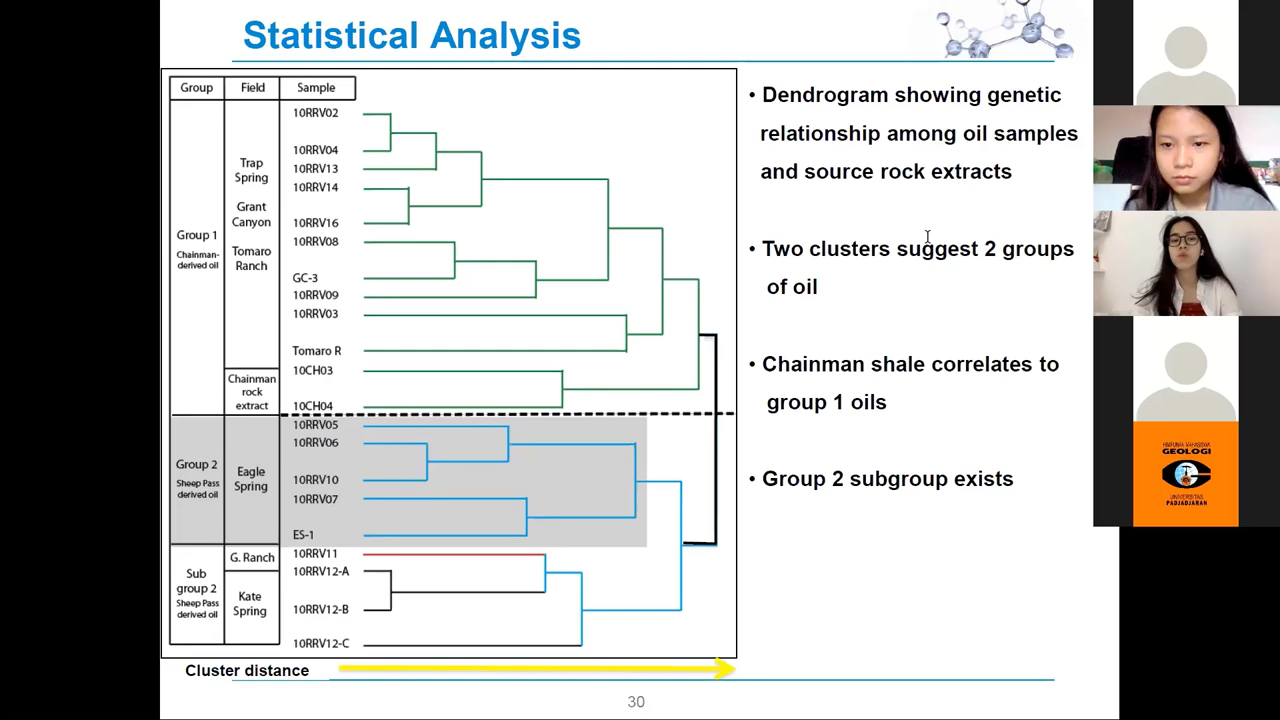 Statistical Analysis
Group
Field
Sample
Group 1
Chainman-
derived oil
Trap
Spring
Grant
Canyon
Tomaro
Ranch
Chainman
rock
extract
10RRV02
10RRV04
10RRV13
10RRV14
10RRV16
10RRV08
GC-3
10RRV09
10RRV03
Tomaro R
10CH03
10CH04
Group 2
Sheep Pass
derived oil
Eagle
Spring
10RRV05
10RRV06
10RRV10
10RRV07
ES-1
Sub
group 2
Sheep Pass
derived oil
G. Ranch
Kate
Spring
10RRV11
10RRV12-A
10RRV12-B
10RRV12-C
Cluster distance
• Dendrogram showing genetic
relationship among oil samples
and source rock extracts
• Two clusters suggest 2 groups
of oil
• Chainman shale correlates to
group 1 oils
• Group 2 subgroup exists
30
HIMPUNAN MAHASISWA
GEOLOGI
UNIVERSITAS
PADJADJARAN